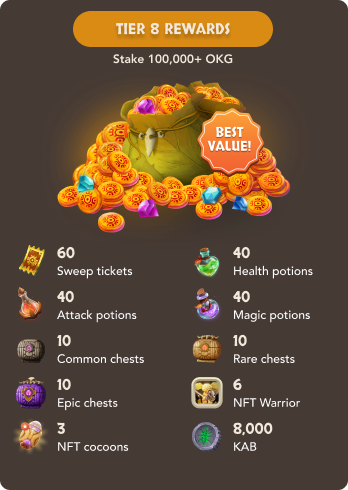 TIER 8 REWARDS
Stake 100,000+ OKG
BEST
VALUE!
60
Sweep tickets
40
Health potions
40
Attack potions
40
Magic potions
10
Common chests
10
Rare chests
10
Epic chests
6
NFT Warrior
3
NFT cocoons
8,000
KAB